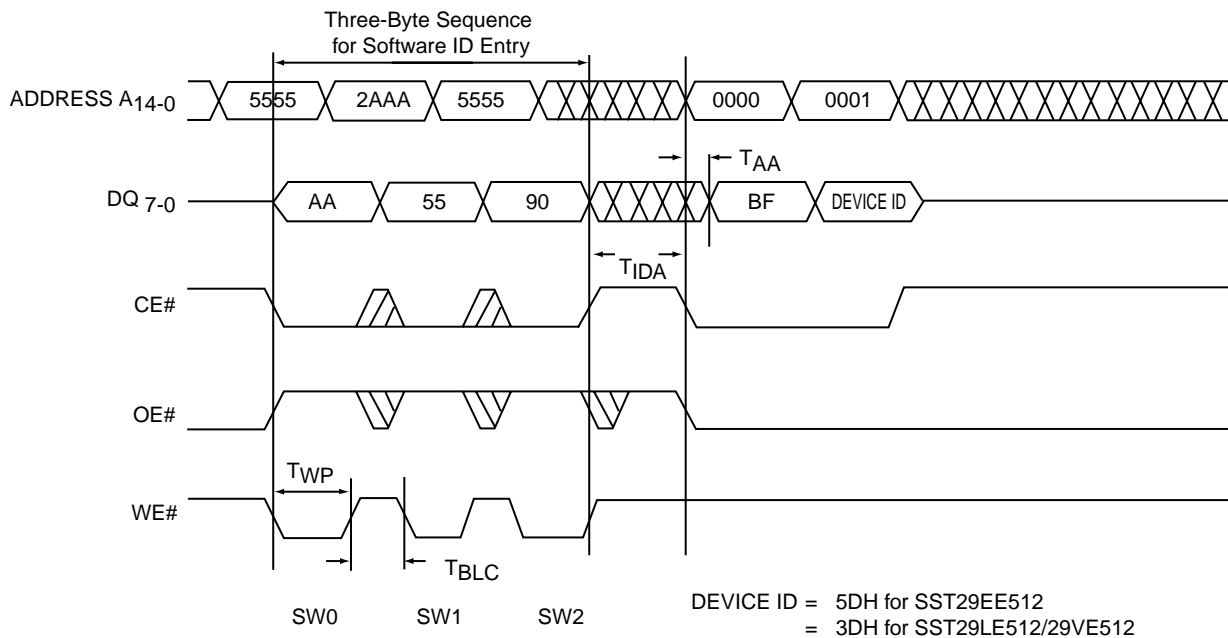 Three-Byte Sequence
for Software ID Entry
ADDRESS A14-0
5555
2AAA
5555
0000
0001
TAA
DQ 7-0
AA
55
90
BF
DEVICE ID
TIDA
CE#
OE#
TWP
WE#
TBLC
SW0
SW1
SW2
DEVICE ID = 5DH for SST29EE512
= 3DH for SST29LE512/29VE512